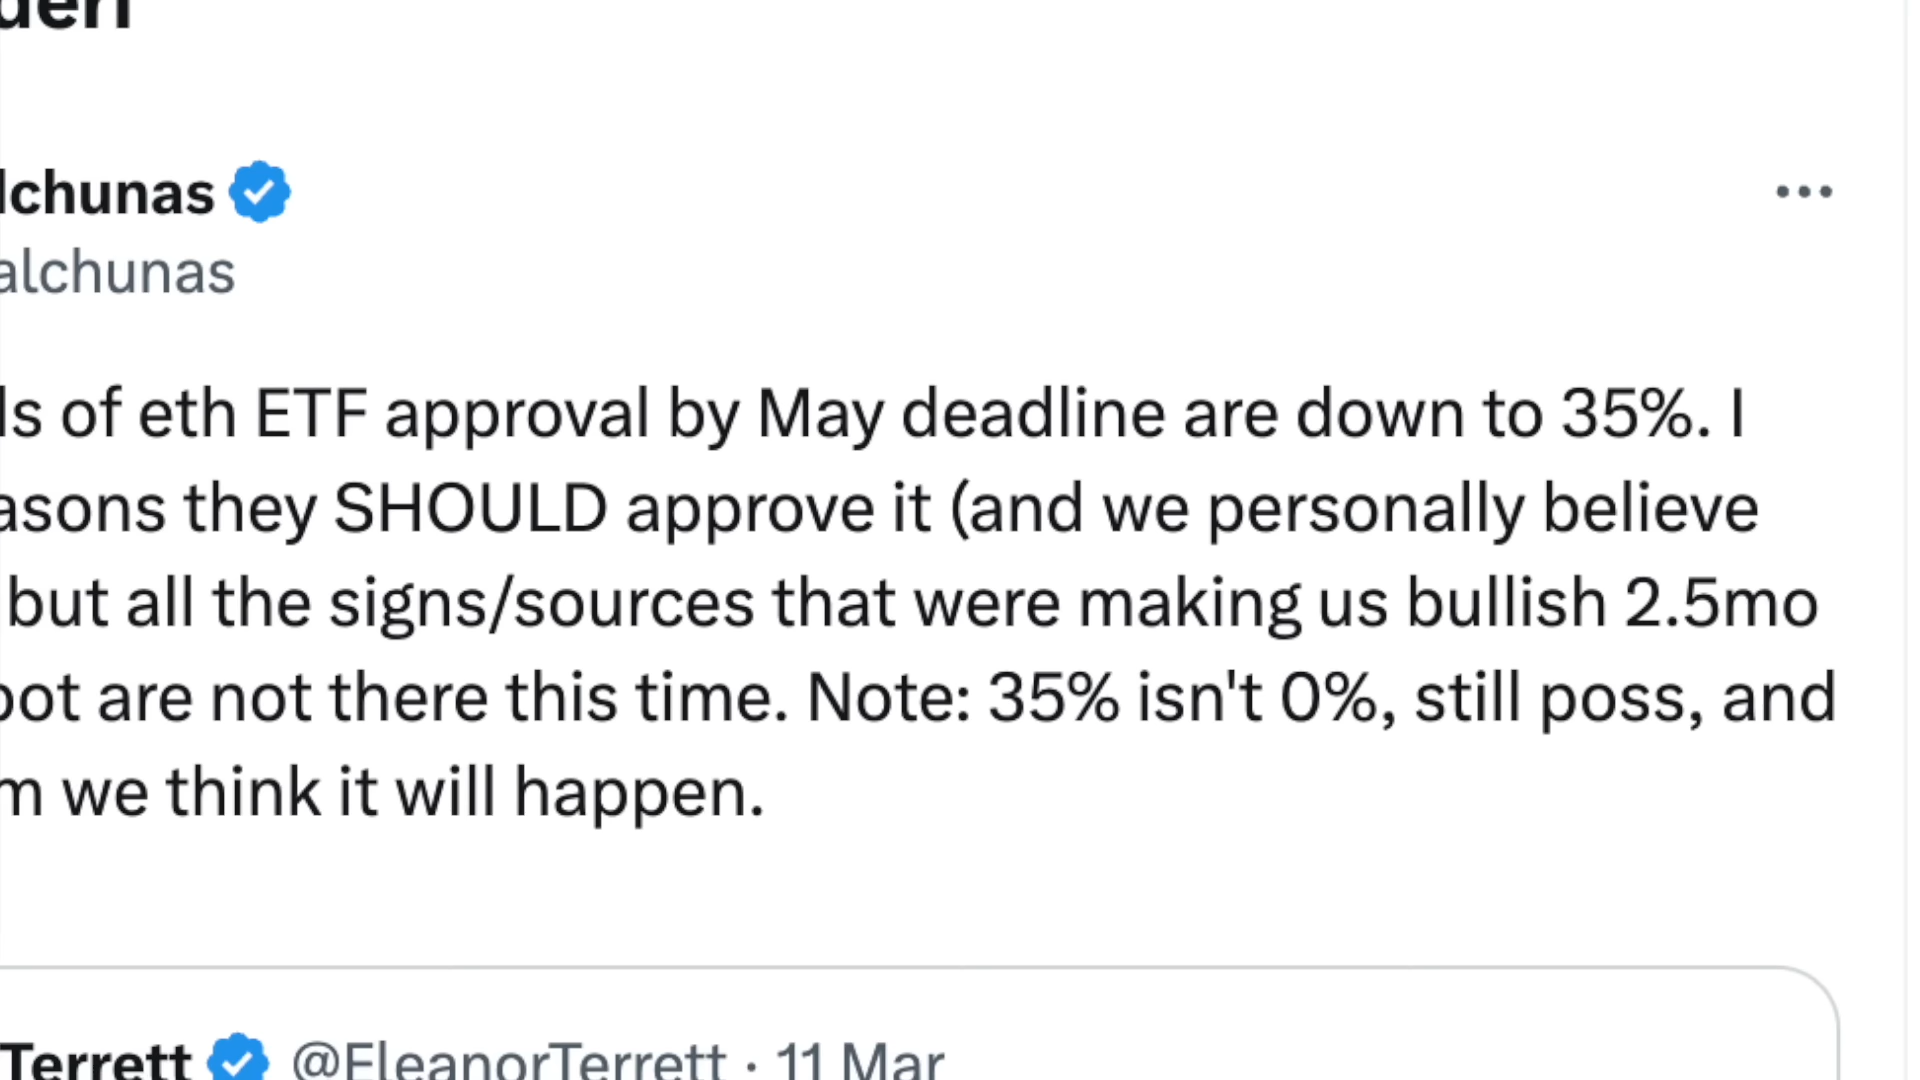 lchunas
alchunas
ls of eth ETF approval by May deadline are down to 35%. I
asons they SHOULD approve it (and we personally believe
but all the signs/sources that were making us bullish 2.5mo
pot are not there this time. Note: 35% isn't 0%, still poss, and
m we think it will happen.
Terrett @EleanorTerrett · 11 Mar